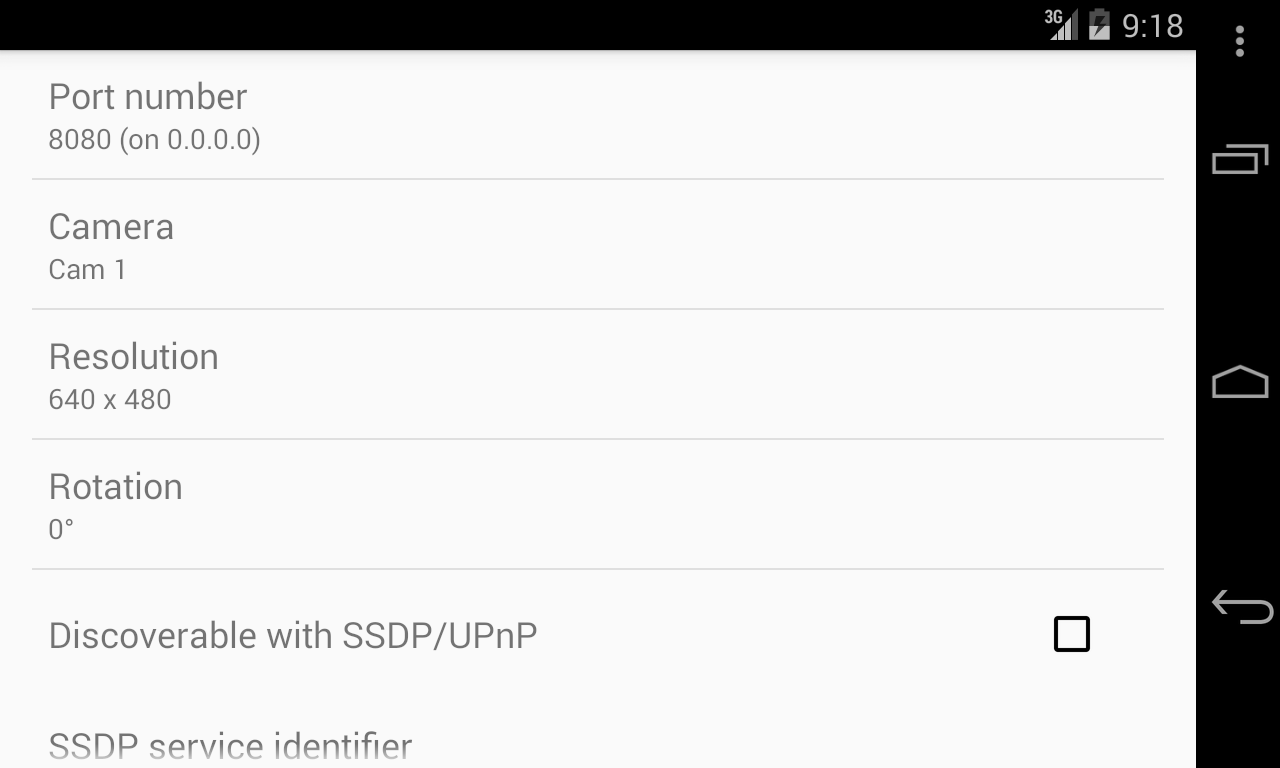 3G 9:18
Port number
8080 (on 0.0.0.0)
Camera
Cam 1
Resolution
640 x 480
Rotation
0°
Discoverable with SSDP/UPnP
SSDP service identifier